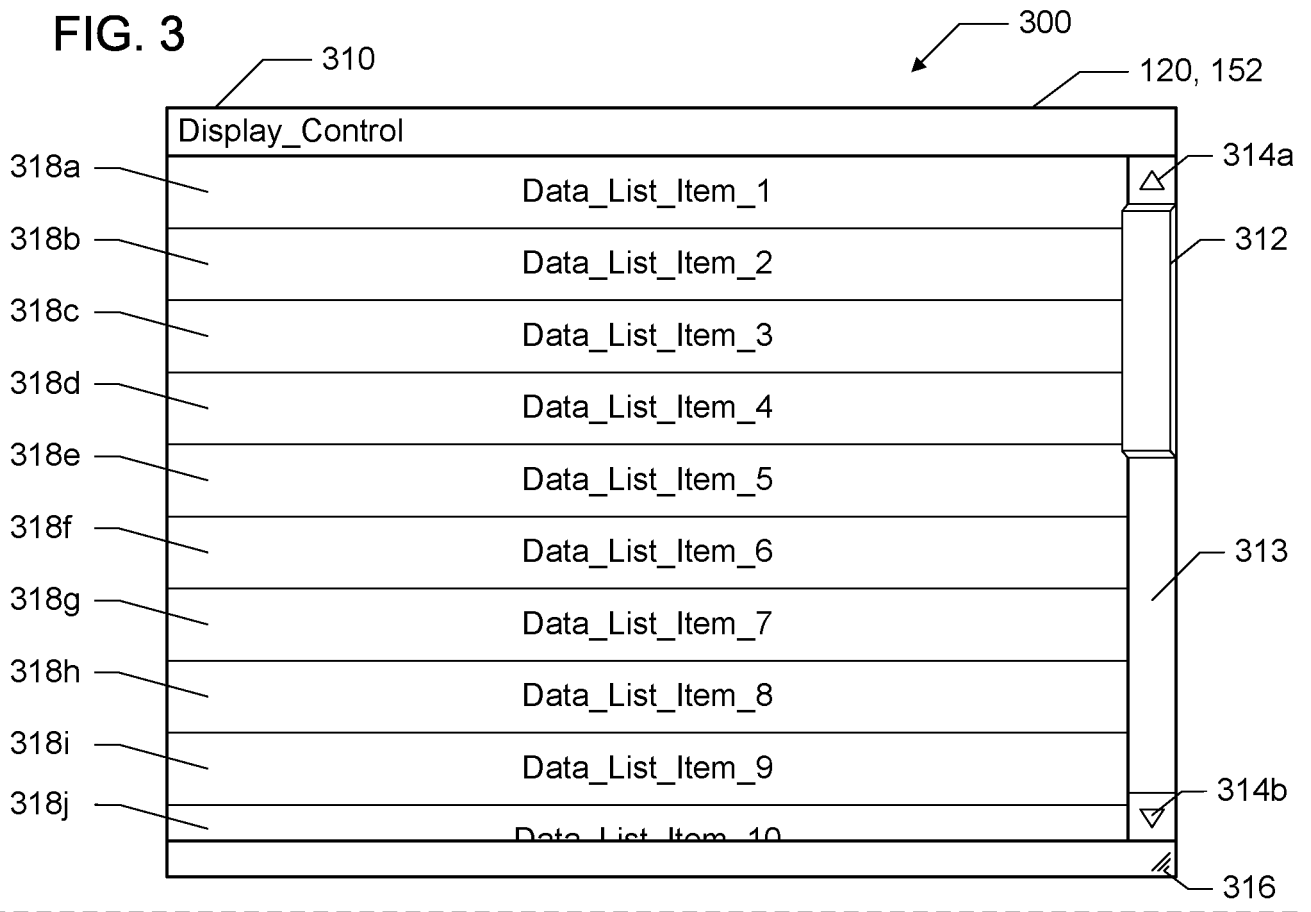 FIG. 3
300
310
120, 152
Display_Control
318a
Data_List_Item_1
314a
318b
Data_List_Item_2
312
318c
Data_List_Item_3
318d
Data_List_Item_4
318e
Data_List_Item_5
318f
Data_List_Item_6
313
318g
Data_List_Item_7
318h
Data_List_Item_8
318i
Data_List_Item_9
314b
318j
Data_List_Item_10
316